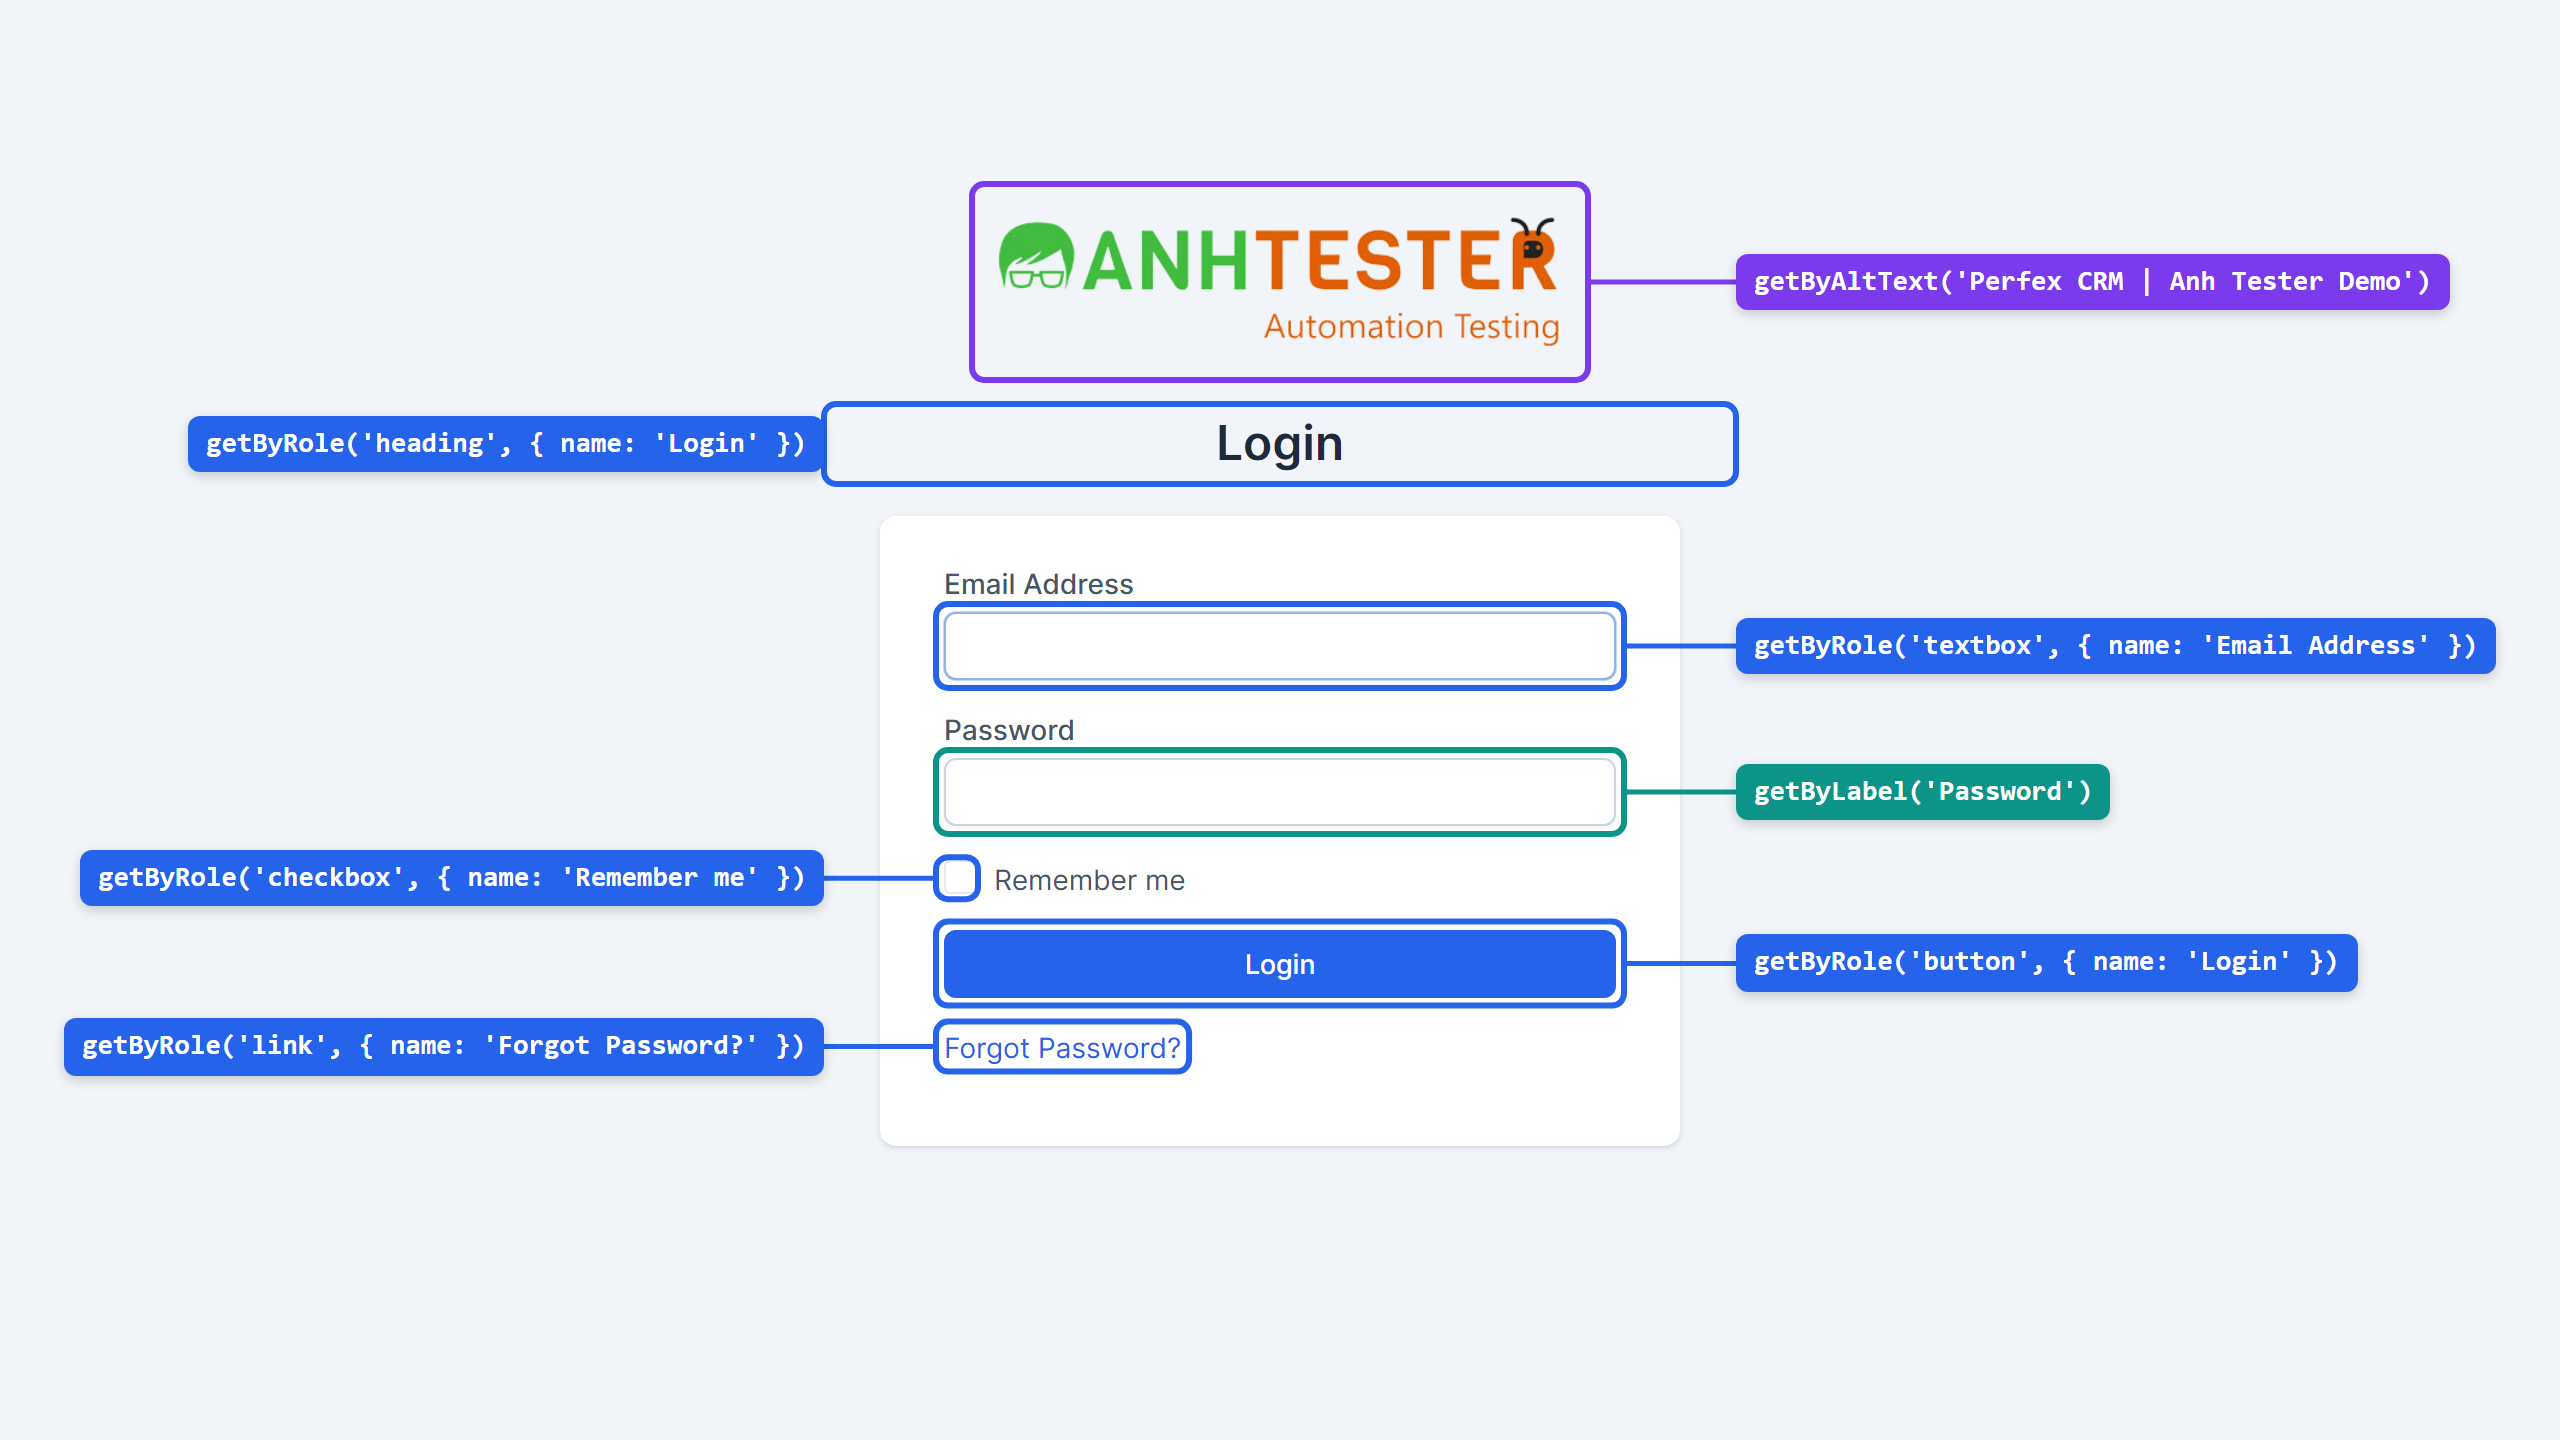 ANHTESTER
Automation Testing
getByAltText('Perfex CRM | Anh Tester Demo')
getByRole('heading', { name: 'Login' })
Login
Email Address
getByRole('textbox', { name: 'Email Address' })
Password
getByLabel('Password')
getByRole('checkbox', { name: 'Remember me' })
Remember me
Login
getByRole('button', { name: 'Login' })
getByRole('link', { name: 'Forgot Password?' })
Forgot Password?